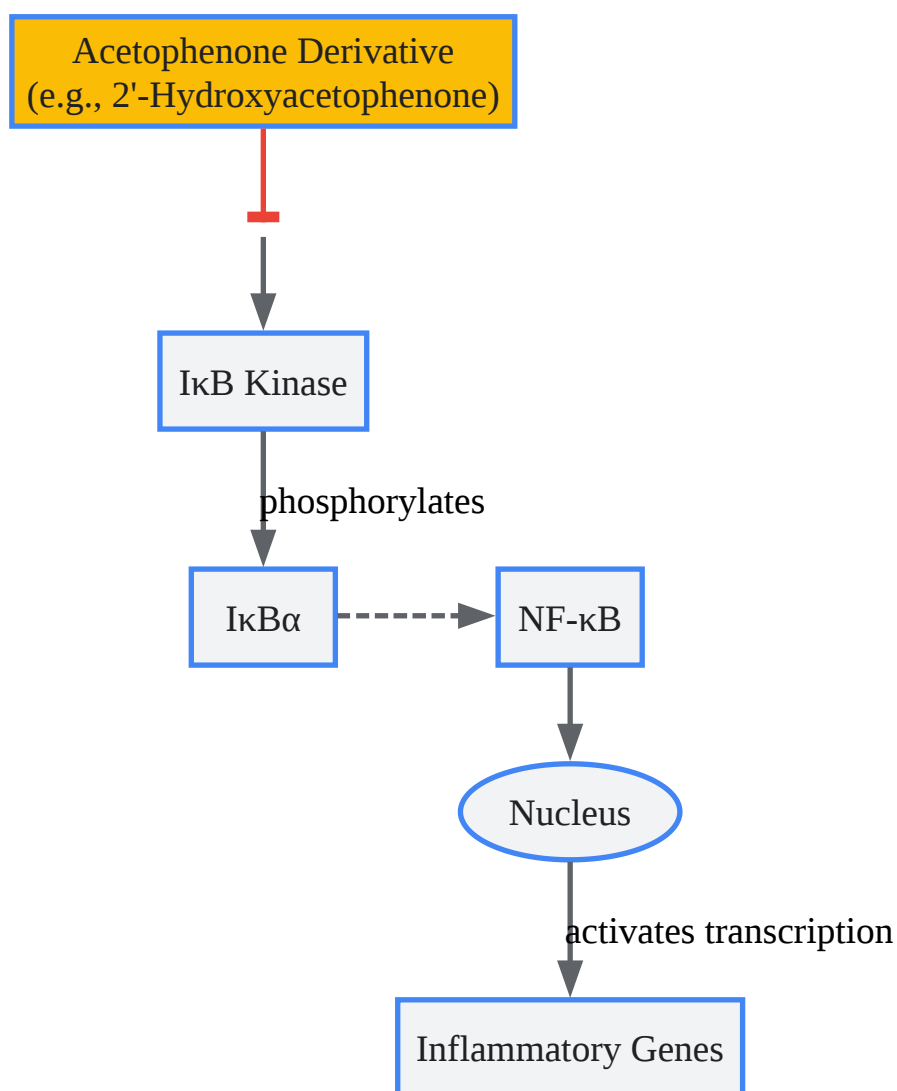 Acetophenone Derivative
(e.g., 2'-Hydroxyacetophenone)
IκB Kinase
phosphorylates
IκBα
NF-κB
Nucleus
activates transcription
Inflammatory Genes